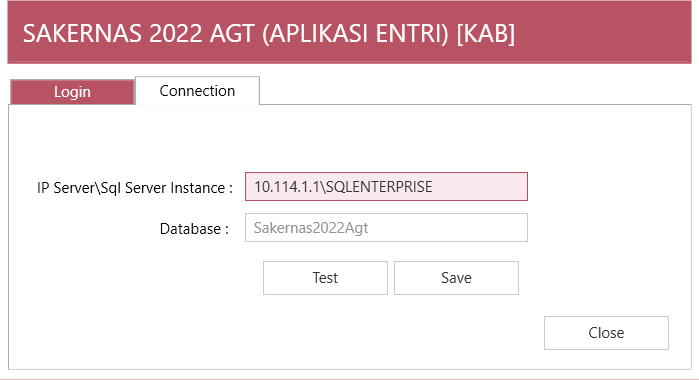 SAKERNAS 2022 AGT (APLIKASI ENTRI) [KAB]
Login Connection
IP Server\Sql Server Instance : 10.114.1.1\SQLENTERPRISE
Database : Sakernas2022Agt
Test Save
Close